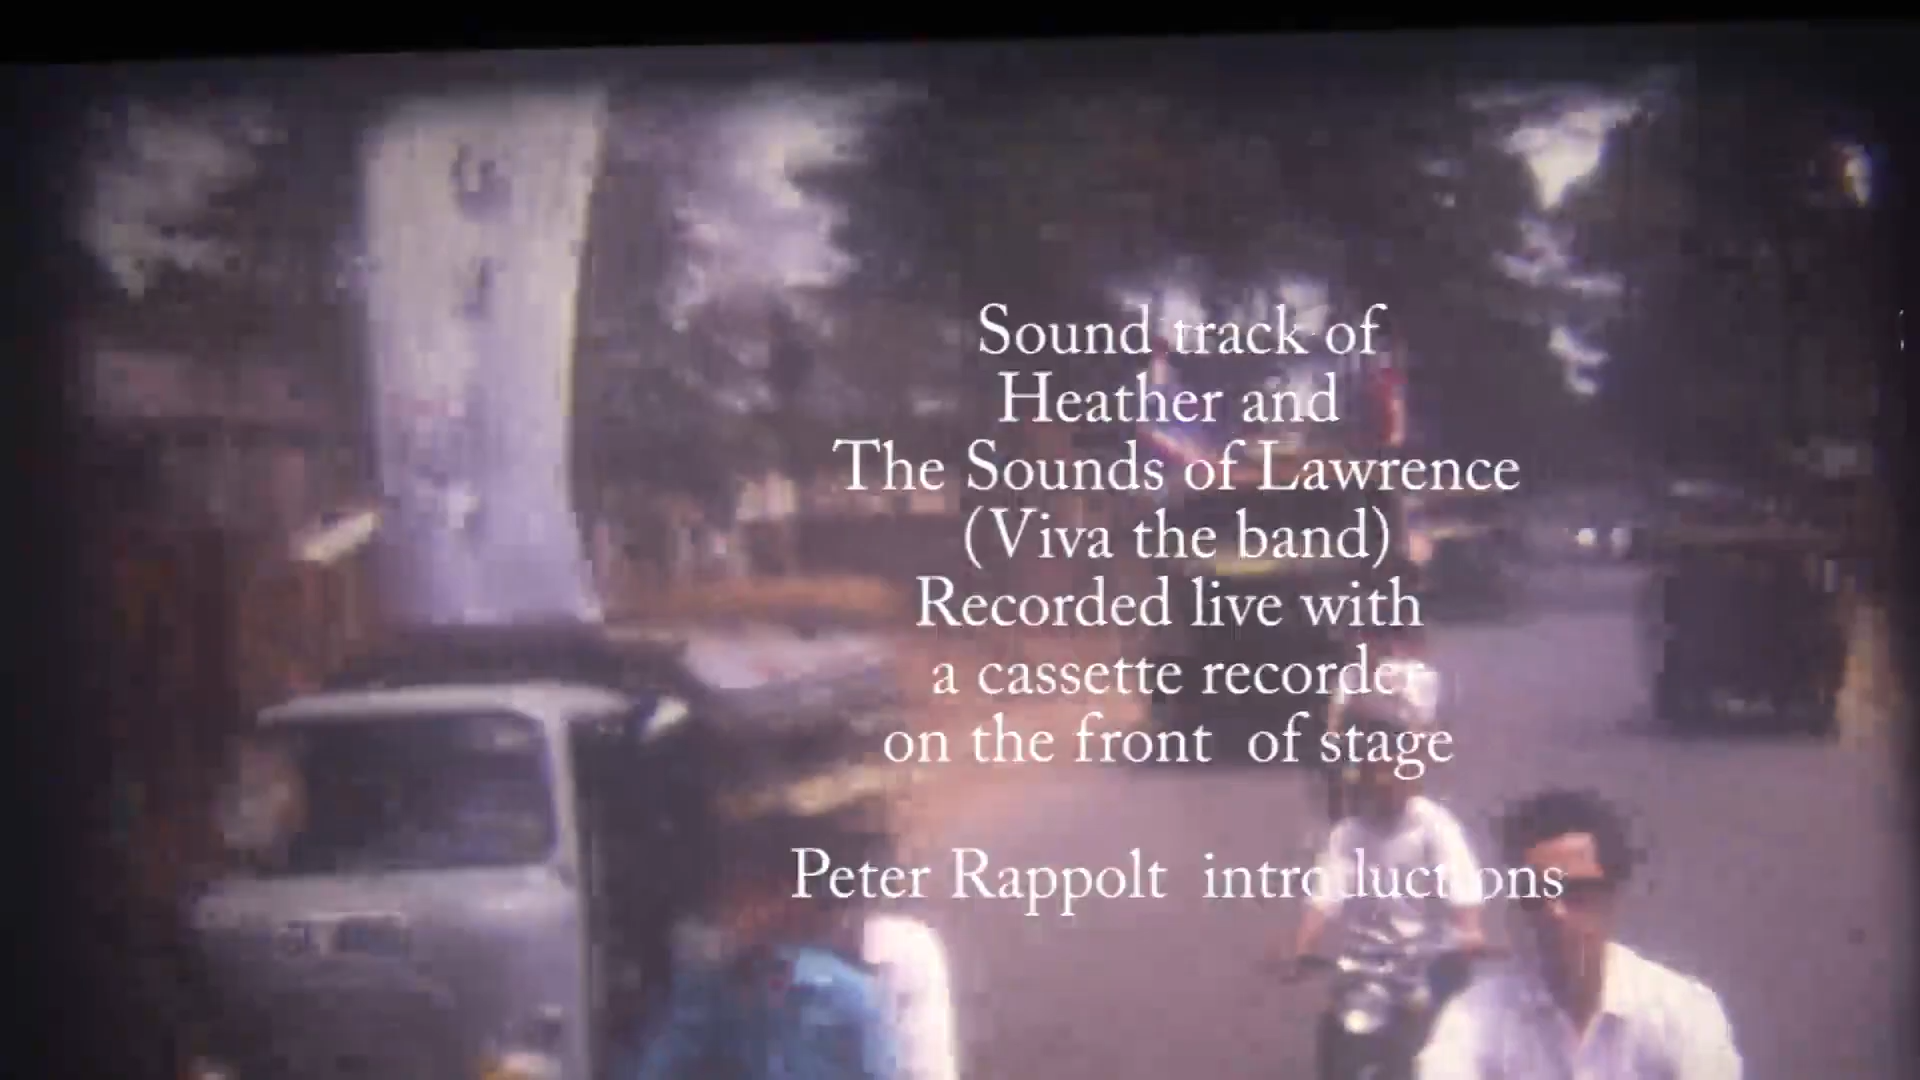 Sound track of
Heather and
The Sounds of Lawrence
(Viva the band)
Recorded live with
a cassette recorder
on the front of stage
Peter Rappolt introductions